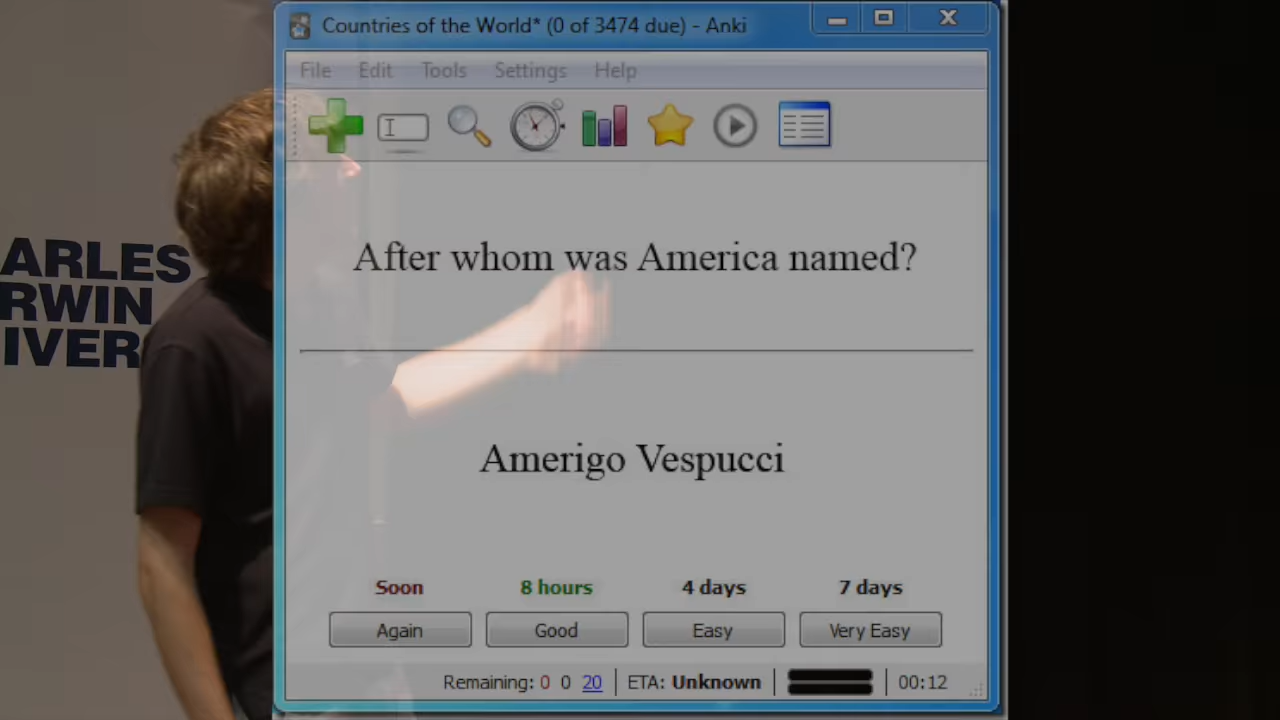 Countries of the World* (0 of 3474 due) - Anki
File Edit Tools Settings Help
ARLES
RWIN
IVER
After whom was America named?
Amerigo Vespucci
Soon 8 hours 4 days 7 days
Again Good Easy Very Easy
Remaining: 0 0 20 ETA: Unknown 00:12